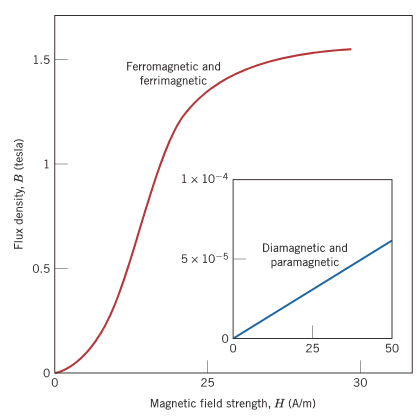 1.5
Ferromagnetic and
ferrimagnetic
Flux density, B (tesla)
1
1 × 10⁻⁴
Diamagnetic and
paramagnetic
5 × 10⁻⁵
0.5
0
0
25
50
0
0
25
30
Magnetic field strength, H (A/m)